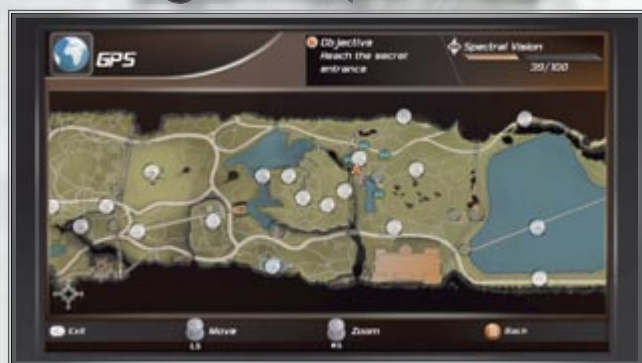 GPS
Objective
Reach the secret
entrance
Spectral Vision
39/100
Exit
Move
LS
Zoom
RS
B
Back